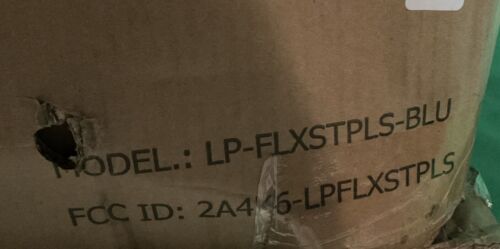 MODEL.: LP-FLXSTPLS-BLU
FCC ID: